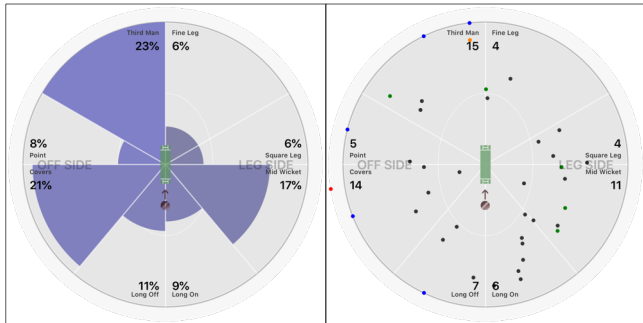 Third Man
23%
Fine Leg
6%
8%
Point
OFF SIDE
Covers
21%
6%
Square Leg
LEG SIDE
Mid Wicket
17%
11%
Long Off
9%
Long On
Third Man
15
Fine Leg
4
5
Point
OFF SIDE
Covers
14
4
Square Leg
LEG SIDE
Mid Wicket
11
7
Long Off
6
Long On